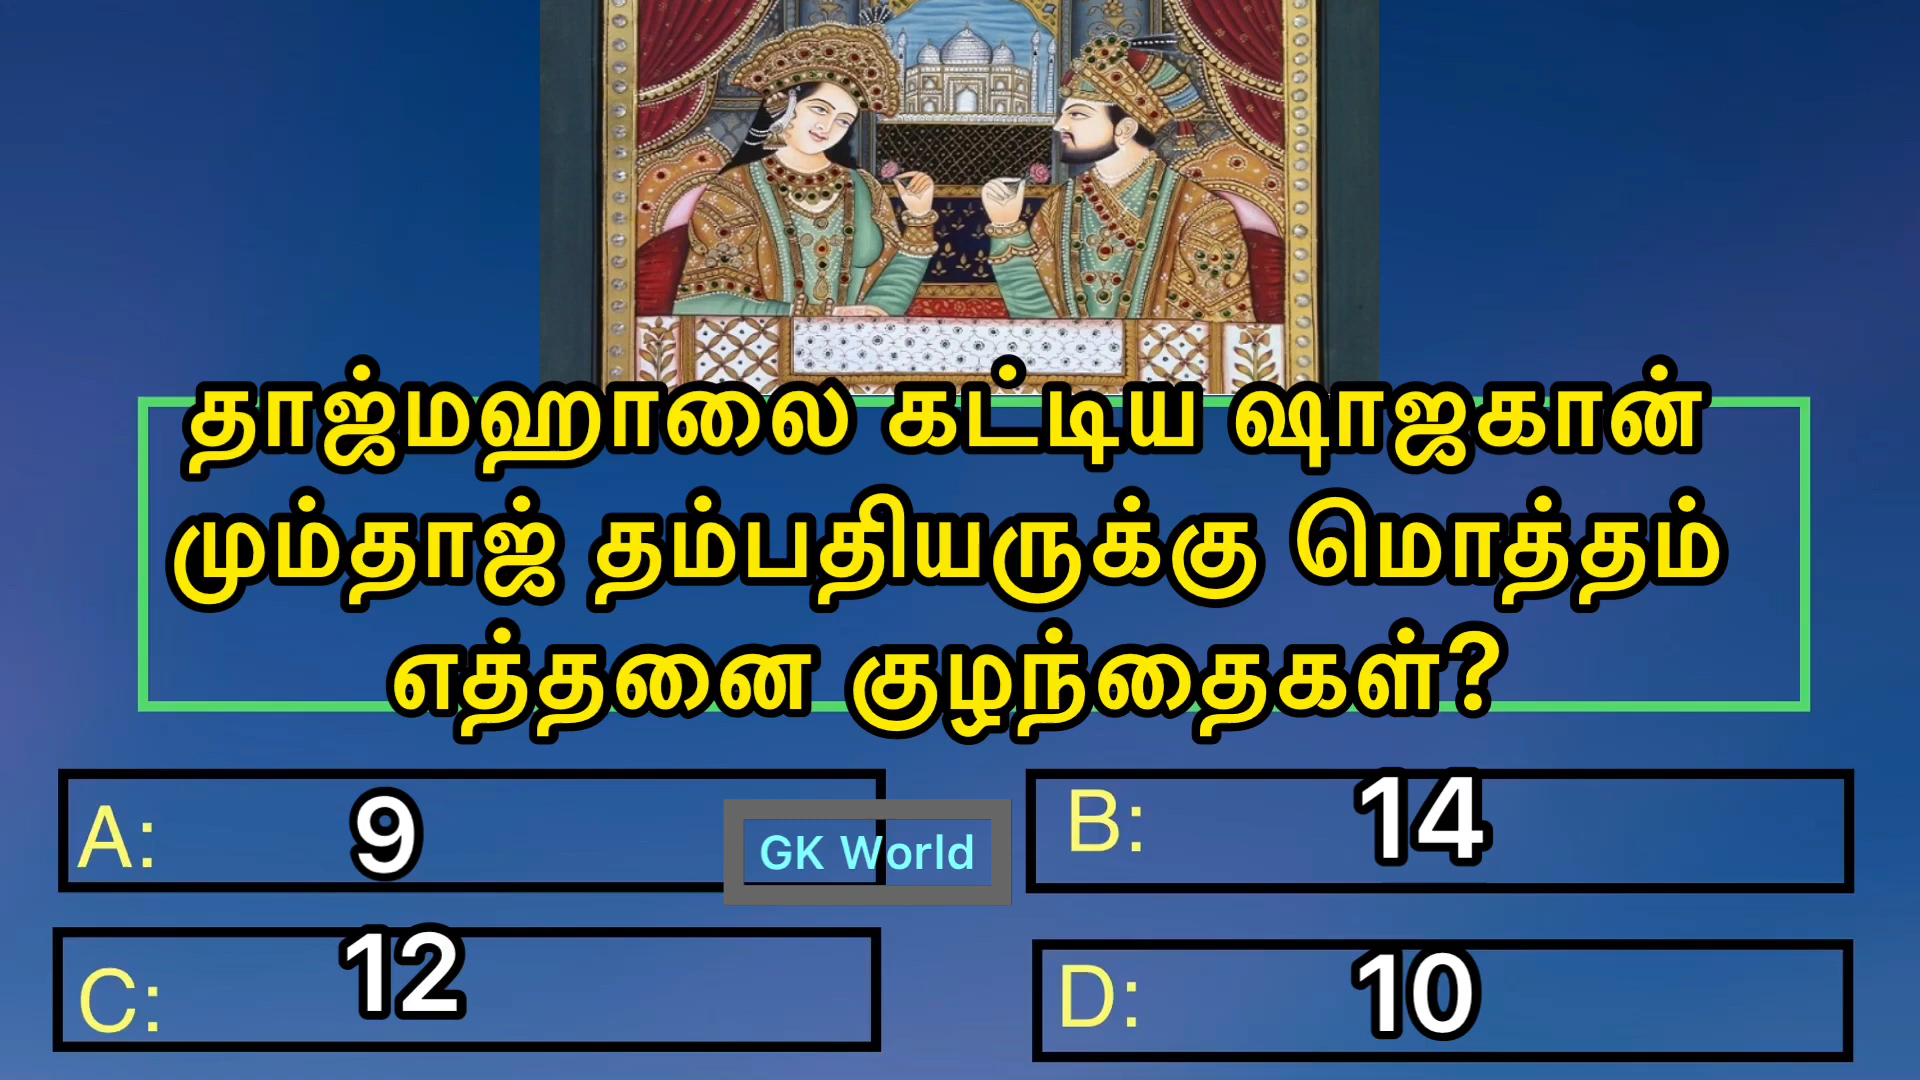 தாஜ்மஹாலை கட்டிய ஷாஜகான்
மும்தாஜ் தம்பதியருக்கு மொத்தம்
எத்தனை குழந்தைகள்?
A: 9
B: 14
GK World
C: 12
D: 10